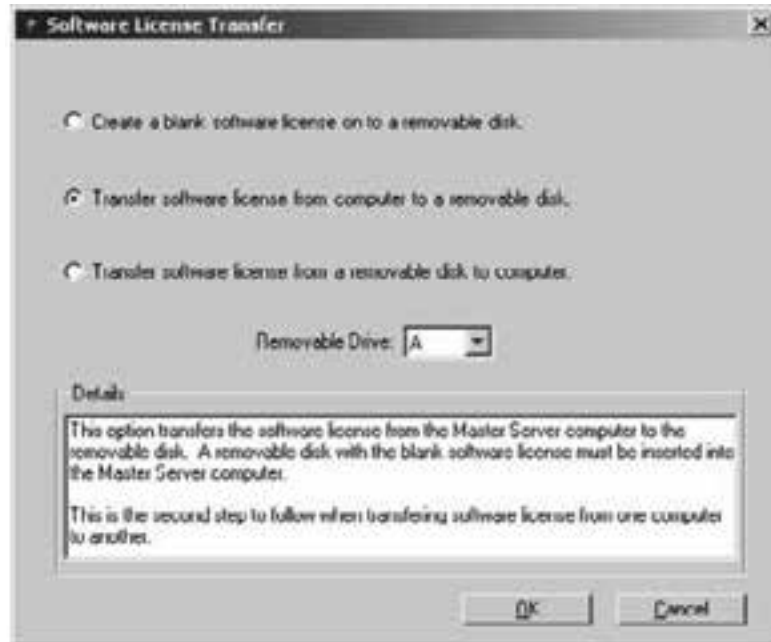 Software License Transfer
Create a blank software license on to a removable disk.
Transfer software license from computer to a removable disk.
Transfer software license from a removable disk to computer.
Removable Drive: A
Details
This option transfers the software license from the Master Server computer to the
removable disk. A removable disk with the blank software license must be inserted into
the Master Server computer.
This is the second step to follow when transfering software license from one computer
to another.
OK
Cancel